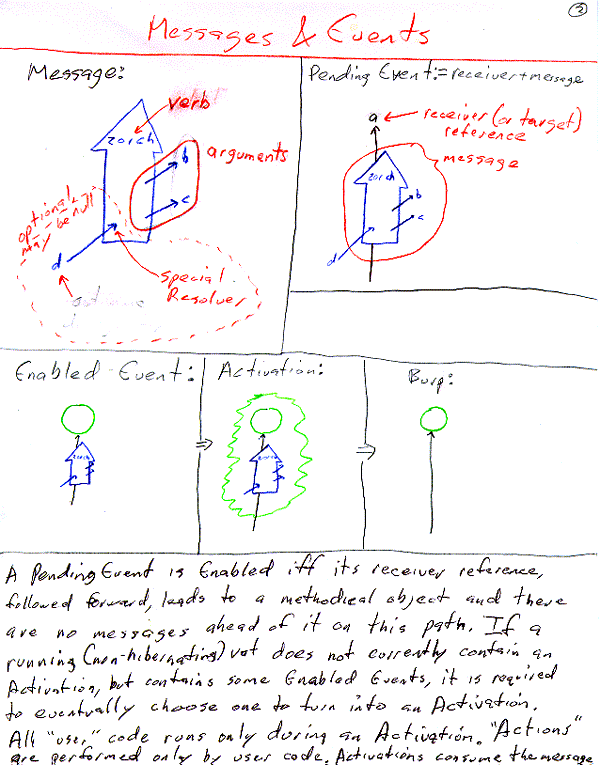 3
Messages & Events
Message:
verb
zorch
b
arguments
c
optional,
may be null
d
special
Resolver
Pending Event:= receiver+message
a
receiver (or target)
reference
message
zorch
b
c
d
Enabled Event:
zorch
⇒
Activation:
zorch
⇒
Burp:
A Pending Event is Enabled iff its receiver reference,
followed forward, leads to a methodical object and there
are no messages ahead of it on this path. If a
running (non-hibernating) vat does not currently contain an
Activation, but contains some Enabled Events, it is required
to eventually choose one to turn into an Activation.
All "user" code runs only during an Activation. "Actions"
are performed only by user code. Activations consume the message